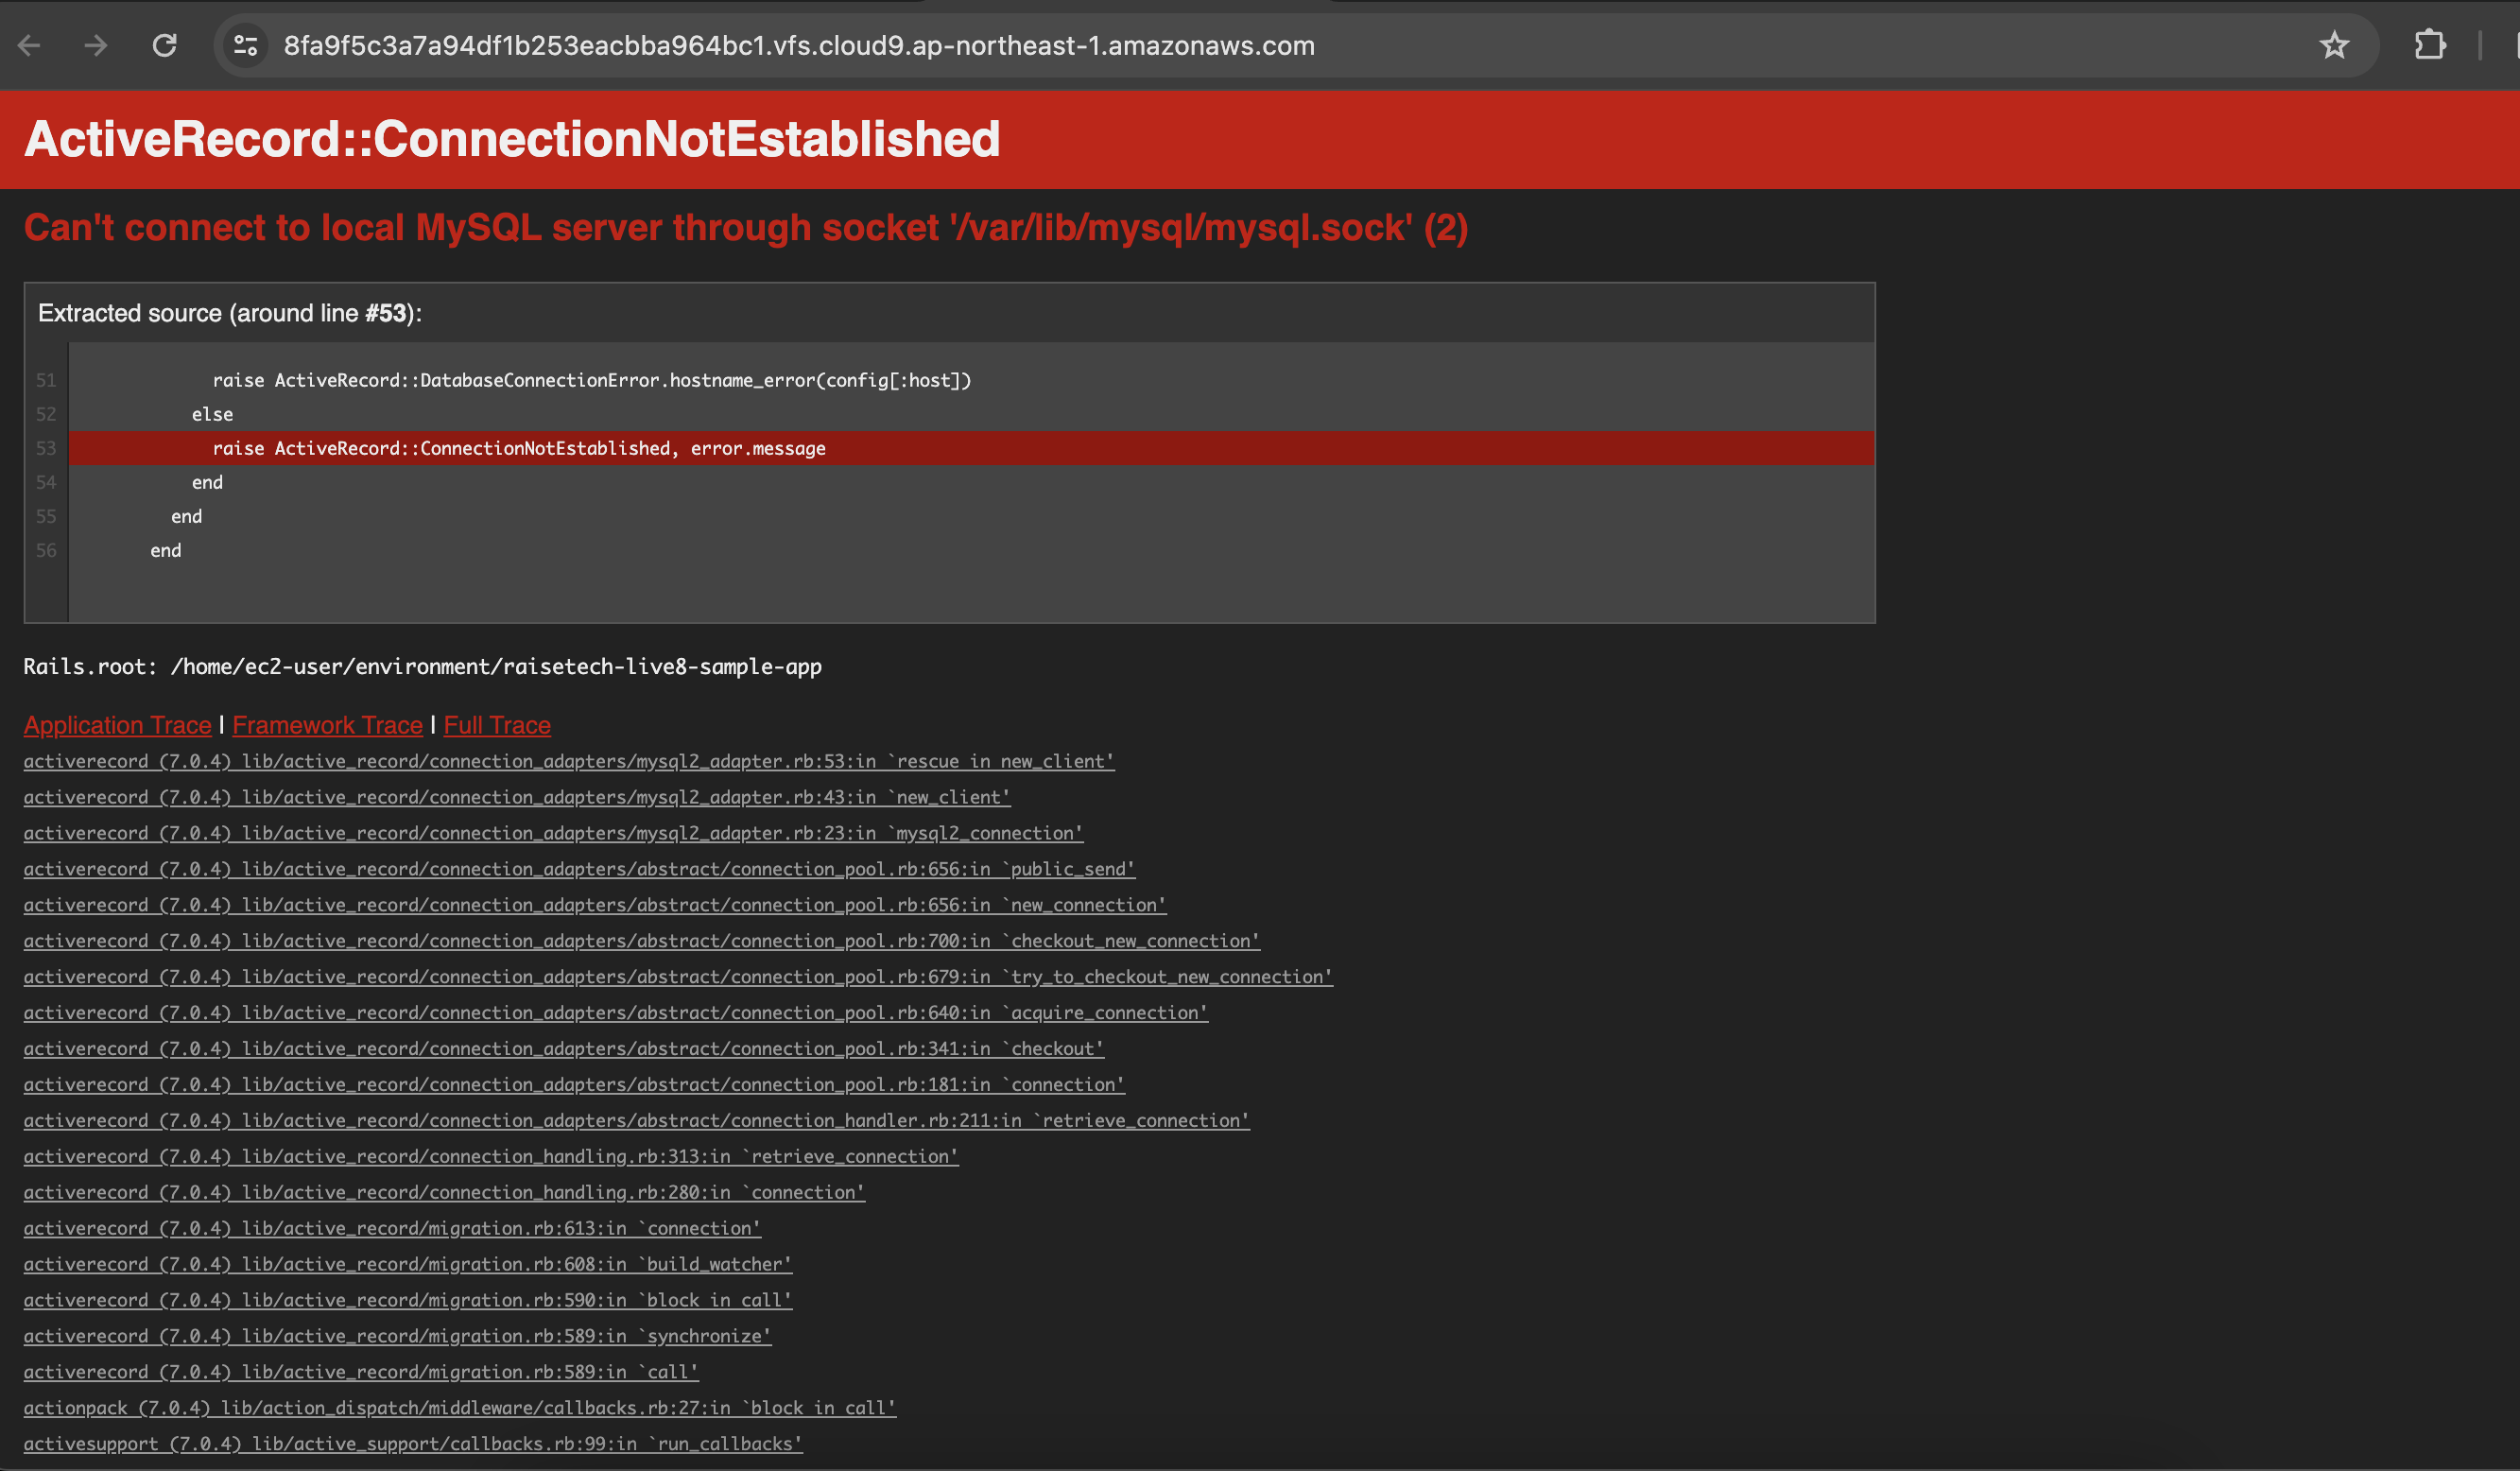 8fa9f5c3a7a94df1b253eacbba964bc1.vfs.cloud9.ap-northeast-1.amazonaws.com
ActiveRecord::ConnectionNotEstablished
Can't connect to local MySQL server through socket '/var/lib/mysql/mysql.sock' (2)
Extracted source (around line #53):
51 raise ActiveRecord::DatabaseConnectionError.hostname_error(config[:host])
52 else
53 raise ActiveRecord::ConnectionNotEstablished, error.message
54 end
55 end
56 end
Rails.root: /home/ec2-user/environment/raisetech-live8-sample-app
Application Trace | Framework Trace | Full Trace
activerecord (7.0.4) lib/active_record/connection_adapters/mysql2_adapter.rb:53:in `rescue in new_client'
activerecord (7.0.4) lib/active_record/connection_adapters/mysql2_adapter.rb:43:in `new_client'
activerecord (7.0.4) lib/active_record/connection_adapters/mysql2_adapter.rb:23:in `mysql2_connection'
activerecord (7.0.4) lib/active_record/connection_adapters/abstract/connection_pool.rb:656:in `public_send'
activerecord (7.0.4) lib/active_record/connection_adapters/abstract/connection_pool.rb:656:in `new_connection'
activerecord (7.0.4) lib/active_record/connection_adapters/abstract/connection_pool.rb:700:in `checkout_new_connection'
activerecord (7.0.4) lib/active_record/connection_adapters/abstract/connection_pool.rb:679:in `try_to_checkout_new_connection'
activerecord (7.0.4) lib/active_record/connection_adapters/abstract/connection_pool.rb:640:in `acquire_connection'
activerecord (7.0.4) lib/active_record/connection_adapters/abstract/connection_pool.rb:341:in `checkout'
activerecord (7.0.4) lib/active_record/connection_adapters/abstract/connection_pool.rb:181:in `connection'
activerecord (7.0.4) lib/active_record/connection_adapters/abstract/connection_handler.rb:211:in `retrieve_connection'
activerecord (7.0.4) lib/active_record/connection_handling.rb:313:in `retrieve_connection'
activerecord (7.0.4) lib/active_record/connection_handling.rb:280:in `connection'
activerecord (7.0.4) lib/active_record/migration.rb:613:in `connection'
activerecord (7.0.4) lib/active_record/migration.rb:608:in `build_watcher'
activerecord (7.0.4) lib/active_record/migration.rb:590:in `block in call'
activerecord (7.0.4) lib/active_record/migration.rb:589:in `synchronize'
activerecord (7.0.4) lib/active_record/migration.rb:589:in `call'
actionpack (7.0.4) lib/action_dispatch/middleware/callbacks.rb:27:in `block in call'
activesupport (7.0.4) lib/active_support/callbacks.rb:99:in `run_callbacks'